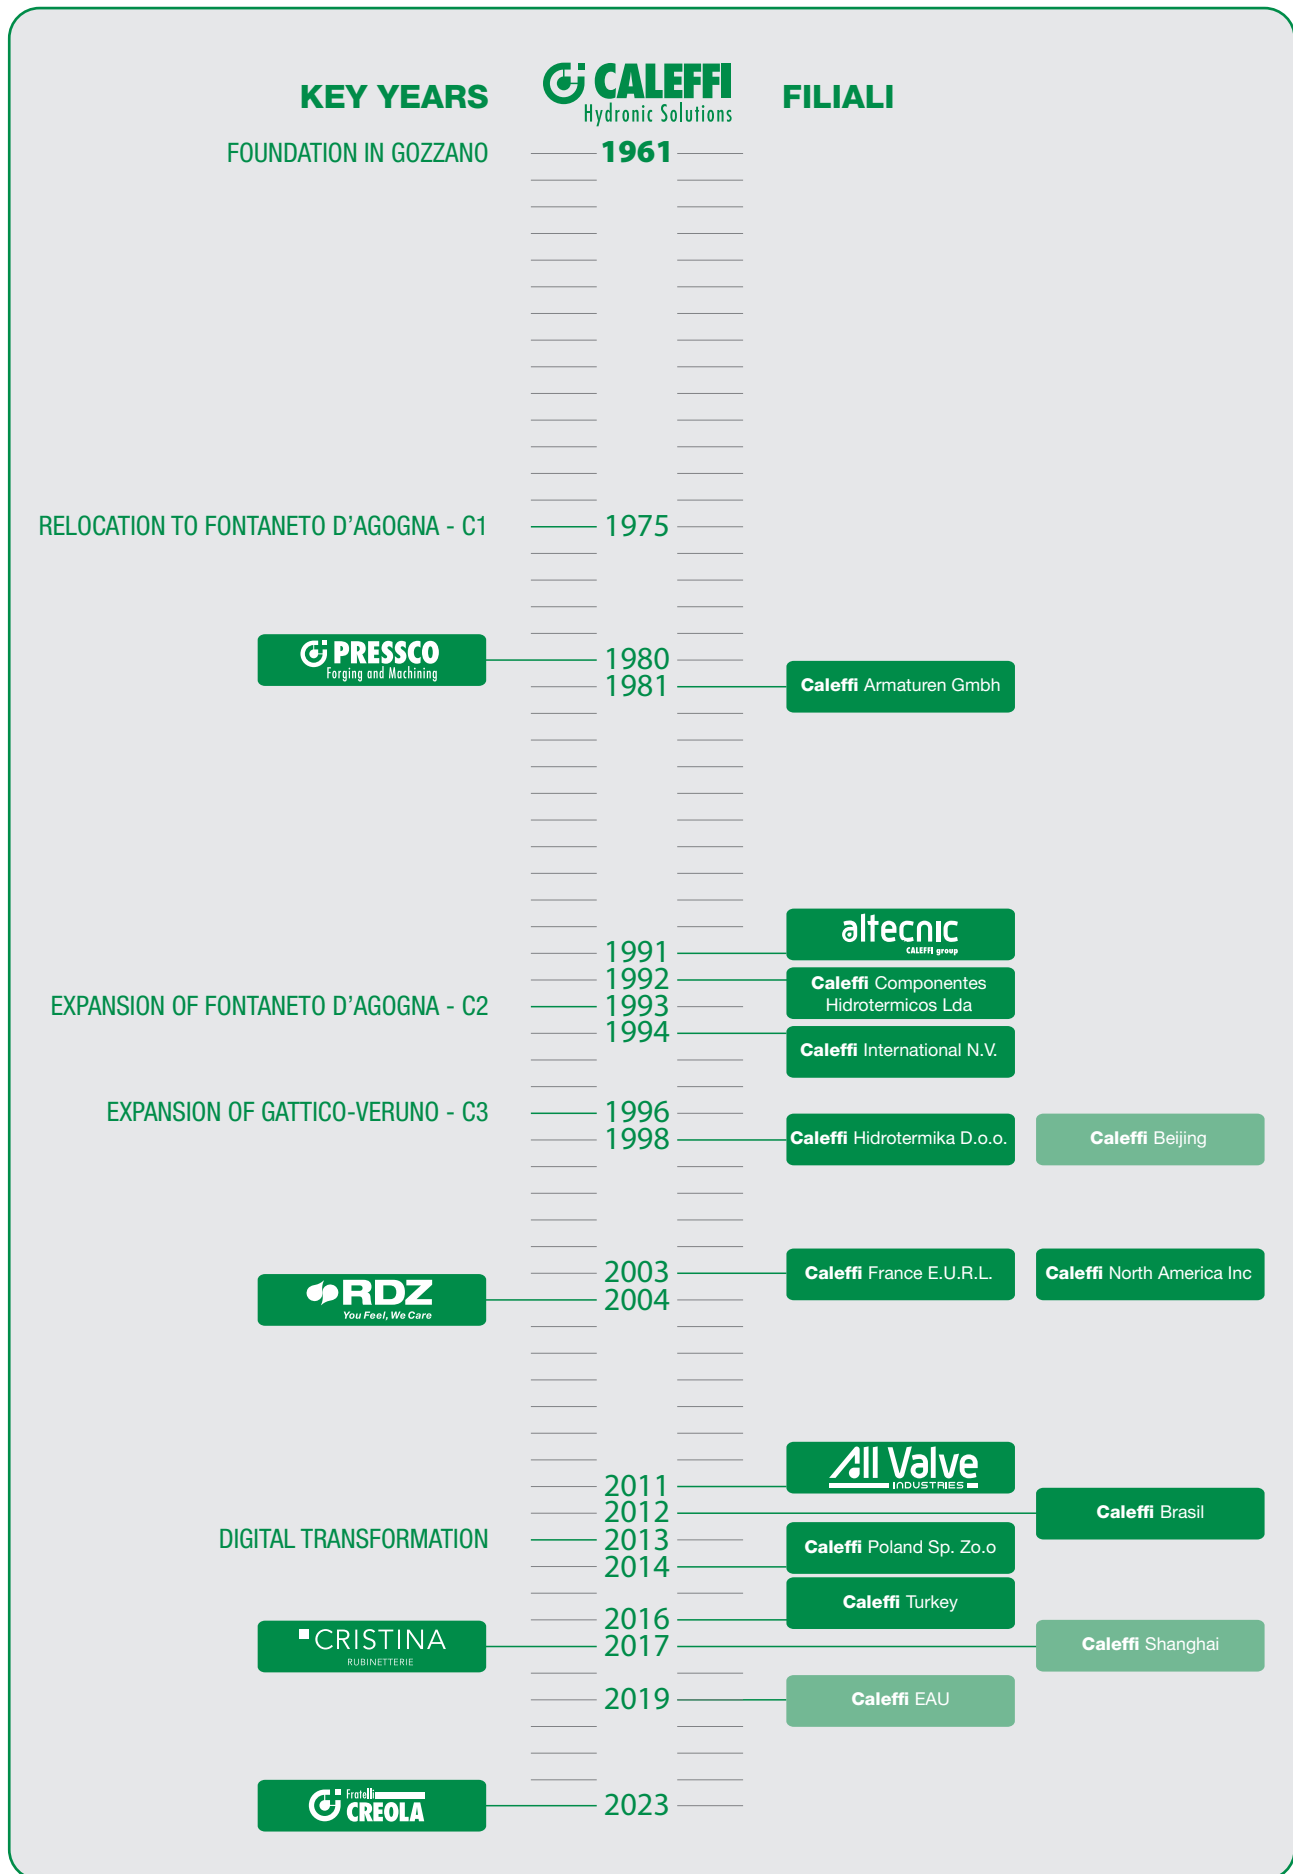 KEY YEARS
CALEFFI
Hydronic Solutions
FILIALI
FOUNDATION IN GOZZANO
1961
RELOCATION TO FONTANETO D'AGOGNA - C1
1975
PRESSCO
Forging and Machining
1980
1981
Caleffi Armaturen Gmbh
altecnic
CALEFFI group
1991
1992
Caleffi Componentes
Hidrotermicos Lda
EXPANSION OF FONTANETO D'AGOGNA - C2
1993
1994
Caleffi International N.V.
EXPANSION OF GATTICO-VERUNO - C3
1996
1998
Caleffi Hidrotermika D.o.o.
Caleffi Beijing
2003
Caleffi France E.U.R.L.
Caleffi North America Inc
RDZ
You Feel, We Care
2004
All Valve
INDUSTRIES
2011
2012
Caleffi Brasil
DIGITAL TRANSFORMATION
2013
Caleffi Poland Sp. Zo.o
2014
Caleffi Turkey
2016
CRISTINA
RUBINETTERIE
2017
Caleffi Shanghai
2019
Caleffi EAU
Fratelli
CREOLA
2023